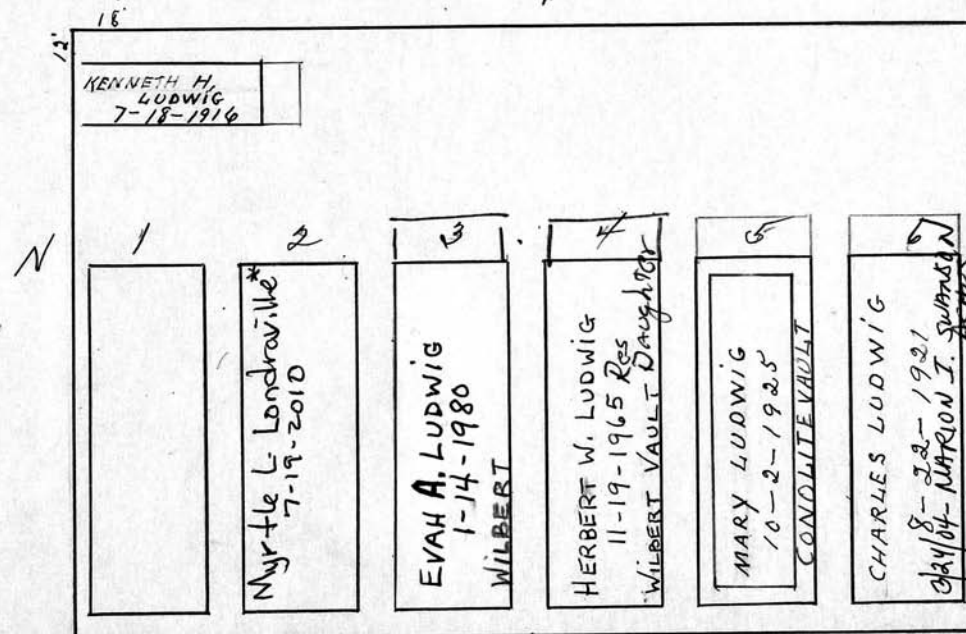 18'
12'
KENNETH H.
LUDWIG
7-18-1916
N
1
2
3
4
5
6
Myrtle L. Londraville*
7-19-2010
EVAH A. LUDWIG
1-14-1980
WILBERT
HERBERT W. LUDWIG
11-19-1965 Res
WILBERT VAULT Daughter
MARY LUDWIG
10-2-1925
CONDLITE VAULT
CHARLES LUDWIG
8-22-1921
3/24/04- MARION I. SWANSON